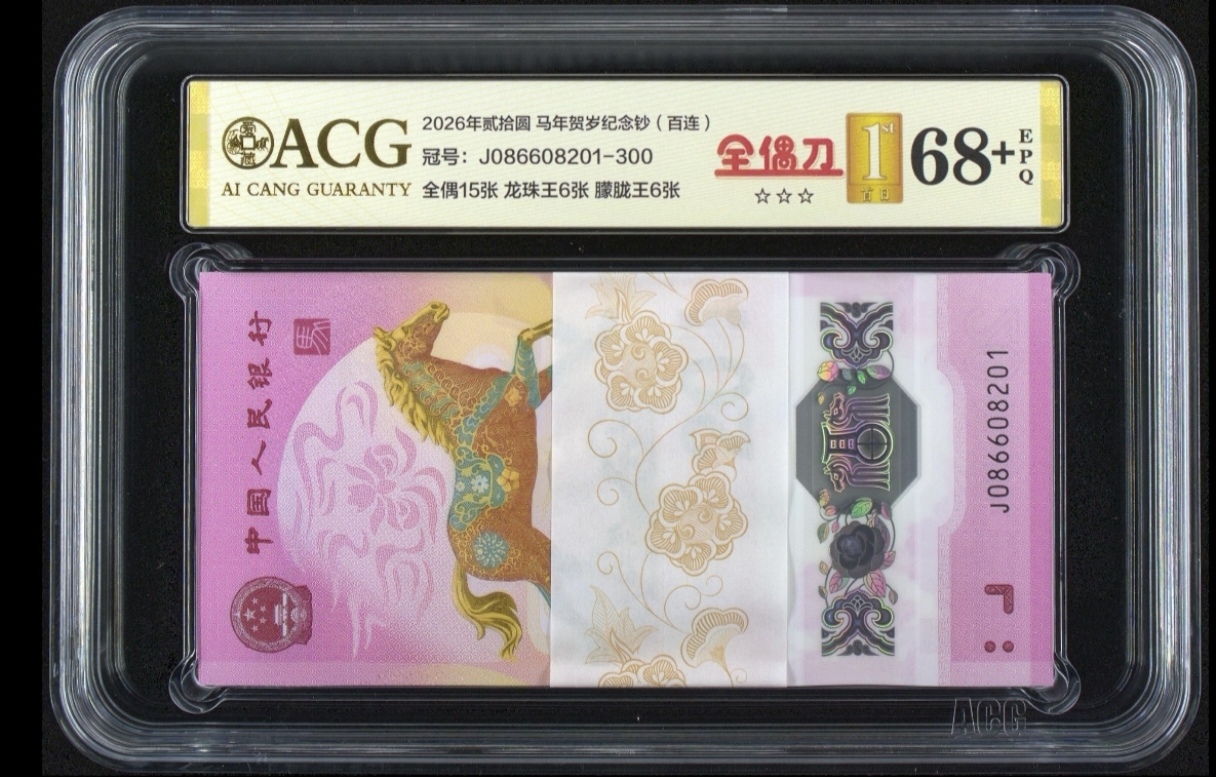 ACG
AI CANG GUARANTY
2026年贰拾圆 马年贺岁纪念钞（百连）
冠号：J086608201-300
全偶15张 龙珠王6张 朦胧王6张
全偶刀
☆☆☆
1st
首日
68+
EPQ
中国人民银行
J086608201
ACG